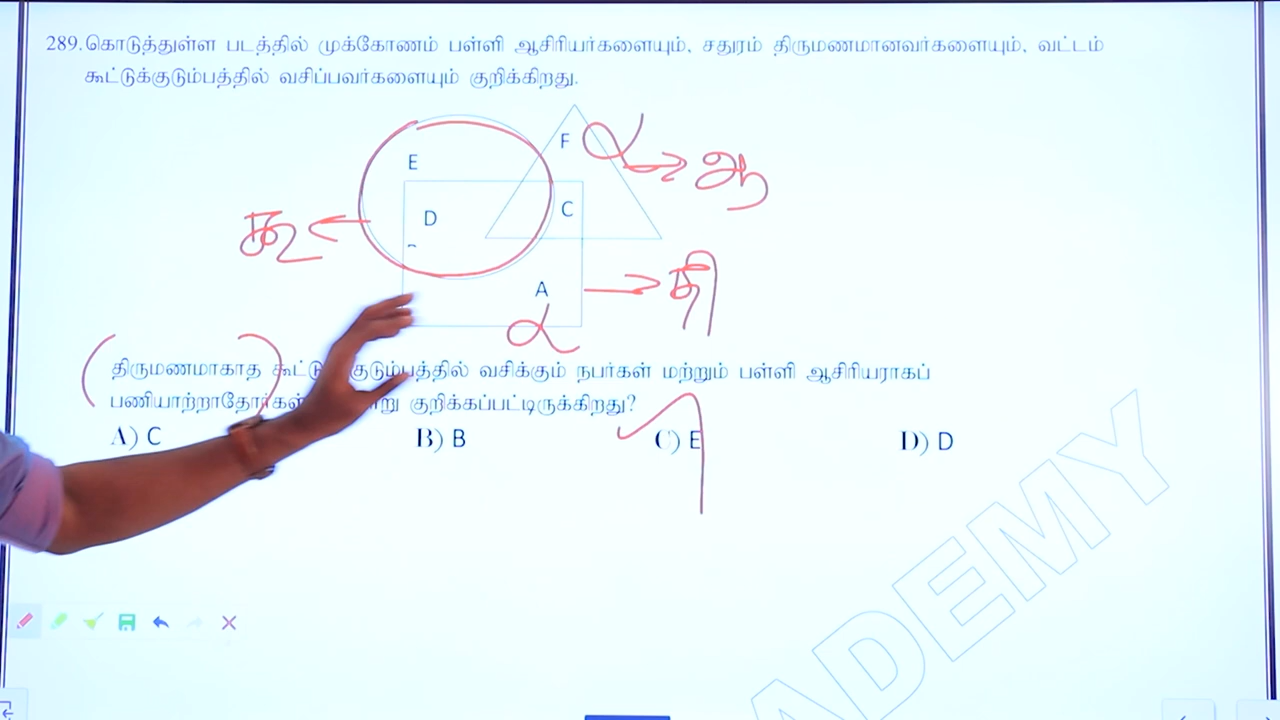 289. கொடுத்துள்ள படத்தில் முக்கோணம் பள்ளி ஆசிரியர்களையும், சதுரம் திருமணமானவர்களையும், வட்டம்
கூட்டுக்குடும்பத்தில் வசிப்பவர்களையும் குறிக்கிறது.
F
ஆ
E
C
D
கூ
தி
A
திருமணமாகாத குடும்பத்தில் வசிக்கும் நபர்கள் மற்றும் பள்ளி ஆசிரியராகப்
பணியாற்றாதோர்கள் குறிக்கப்பட்டிருக்கிறது?
A) C B) B C) E D) D
ADEMY